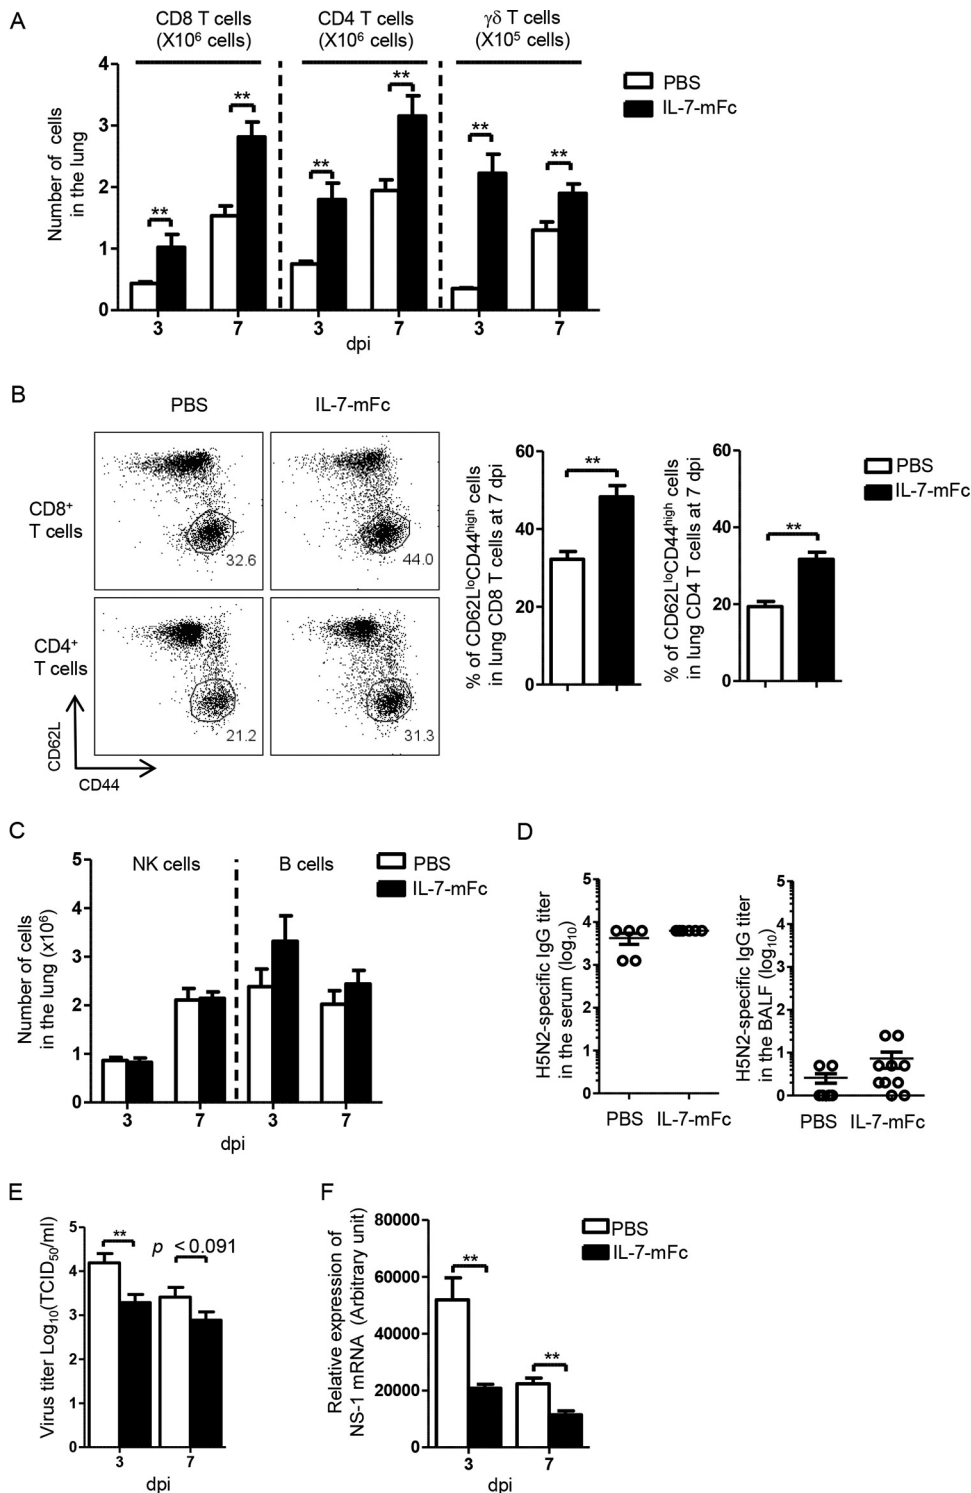 A
CD8 T cells
(X10⁶ cells)
CD4 T cells
(X10⁶ cells)
γδ T cells
(X10⁵ cells)
PBS
IL-7-mFc
Number of cells
in the lung
4
3
2
1
0
**
**
**
**
**
**
3
7
3
7
3
7
dpi
B
PBS
IL-7-mFc
CD8⁺
T cells
32.6
44.0
CD4⁺
T cells
21.2
31.3
CD62L
CD44
% of CD62LˡᵒCD44ʰⁱᵍʰ cells
in lung CD8 T cells at 7 dpi
60
40
20
0
**
% of CD62LˡᵒCD44ʰⁱᵍʰ cells
in lung CD4 T cells at 7 dpi
60
40
20
0
**
PBS
IL-7-mFc
C
NK cells
B cells
PBS
IL-7-mFc
Number of cells
in the lung (x10⁶)
5
4
3
2
1
0
3
7
3
7
dpi
D
H5N2-specific IgG titer
in the serum (log₁₀)
5
4
3
2
1
0
PBS
IL-7-mFc
H5N2-specific IgG titer
in the BALF (log₁₀)
5
4
3
2
1
0
PBS
IL-7-mFc
E
Virus titer Log₁₀(TCID₅₀/ml)
5
4
3
2
1
0
**
p <0.091
3
7
dpi
F
Relative expression of
NS-1 mRNA (Arbitrary unit)
80000
60000
40000
20000
0
**
**
3
7
dpi
PBS
IL-7-mFc